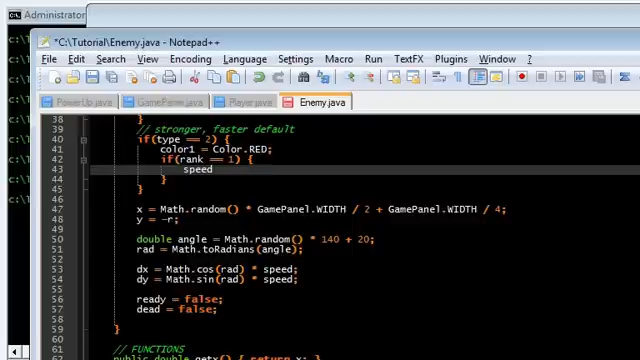 Administrator
*C:\Tutorial\Enemy.java - Notepad++
File Edit Search View Encoding Language Settings Macro Run TextFX Plugins Window ?
PowerUp.java GamePanel.java Player.java Enemy.java
38 }
39 // stronger, faster default
40 if(type == 2) {
41 color1 = Color.RED;
42 if(rank == 1) {
43 speed
44 }
45 }
46
47 x = Math.random() * GamePanel.WIDTH / 2 + GamePanel.WIDTH / 4;
48 y = -r;
49
50 double angle = Math.random() * 140 + 20;
51 rad = Math.toRadians(angle);
52
53 dx = Math.cos(rad) * speed;
54 dy = Math.sin(rad) * speed;
55
56 ready = false;
57 dead = false;
58
59 }
60
61 // FUNCTIONS
62 public double getx() { return x; }